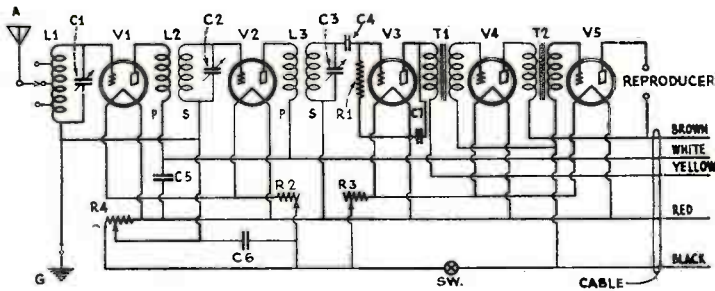 A
L1
C1
V1
L2
C2
V2
L3
C3
C4
V3
T1
V4
T2
V5
REPRODUCER
R1
C7
P
S
P
S
BROWN
WHITE
YELLOW
C5
R2
R3
R4
RED
C6
G
SW.
BLACK
CABLE